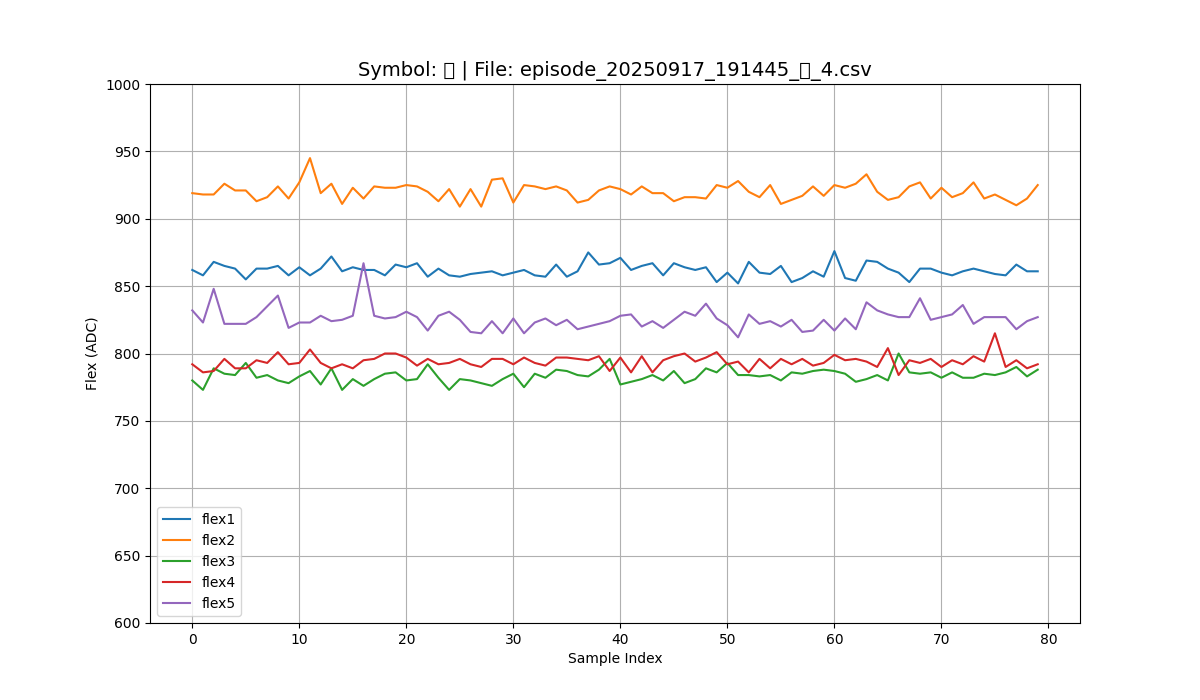 Symbol: | File: episode_20250917_191445_ _4.csv
1000
950
900
850
800
750
700
650
600
Flex (ADC)
flex1
flex2
flex3
flex4
flex5
0 10 20 30 40 50 60 70 80
Sample Index